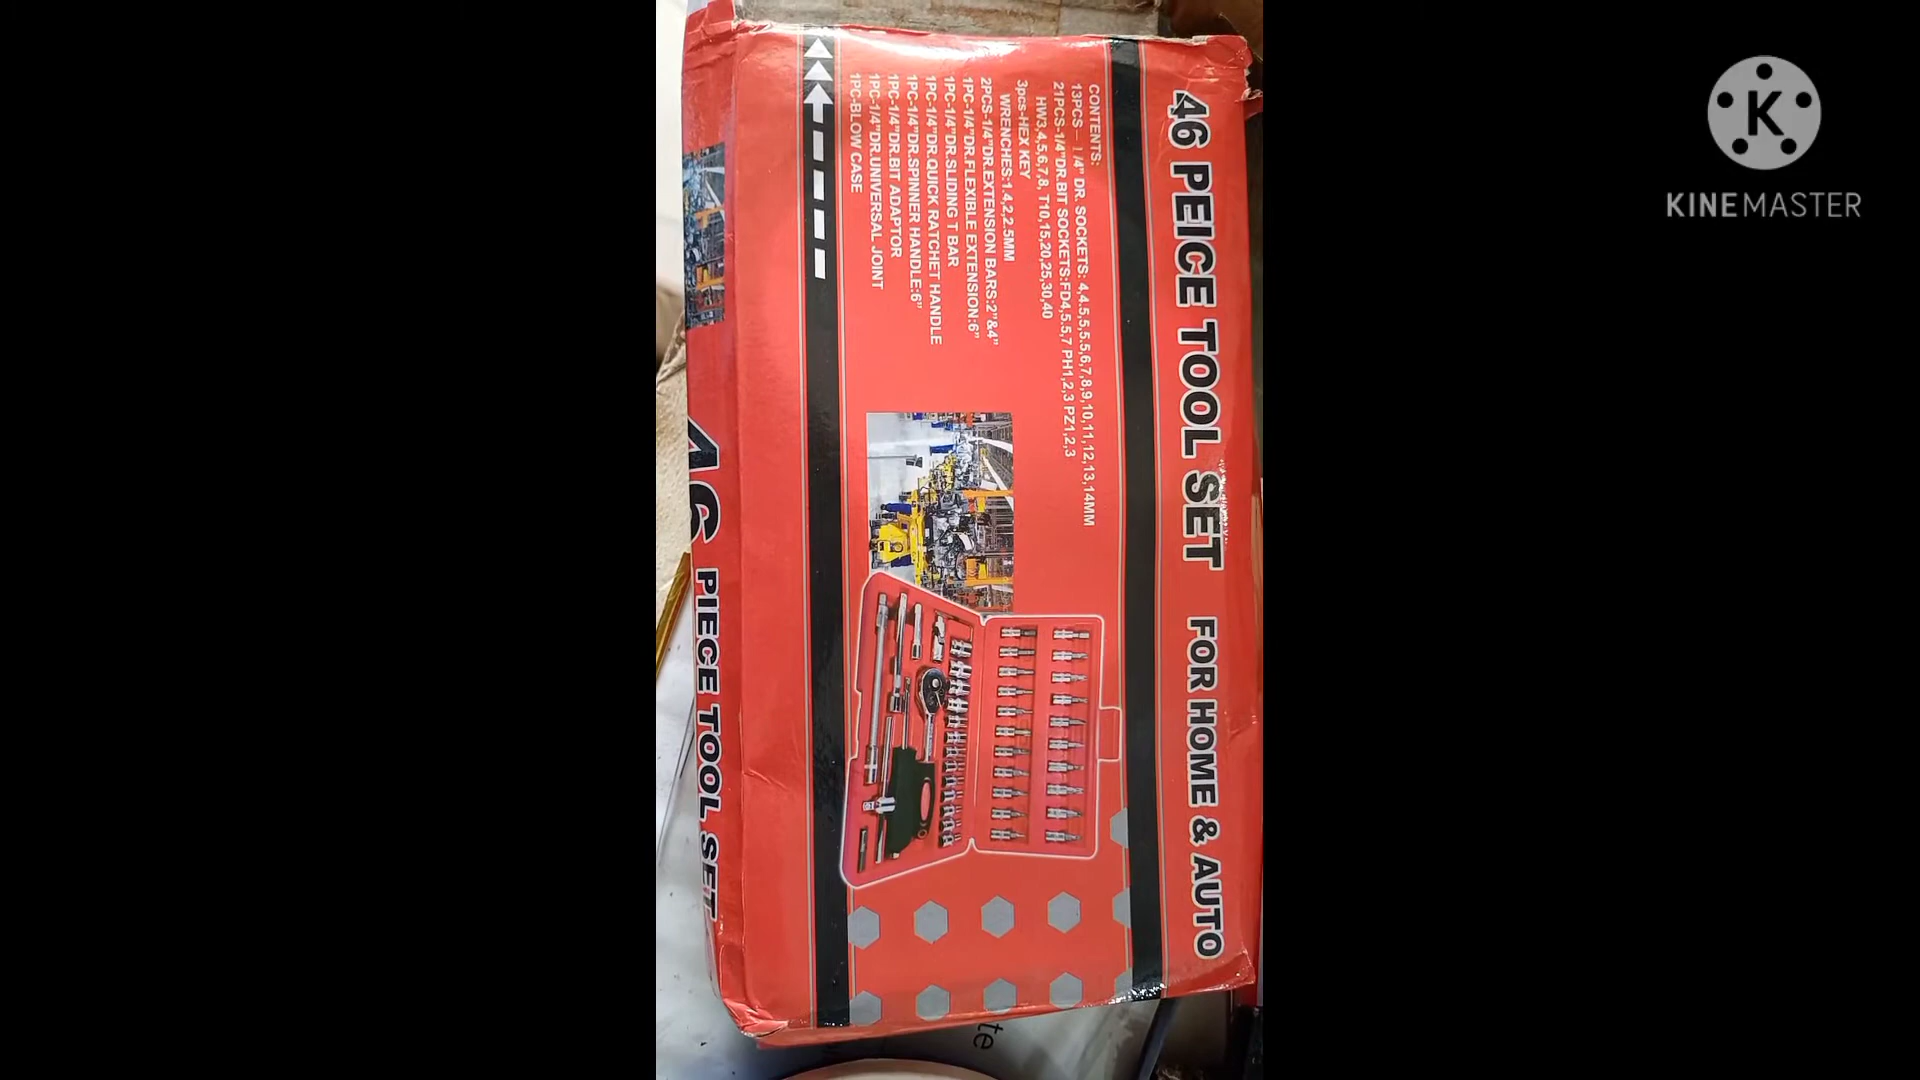 46 PEICE TOOL SET FOR HOME & AUTO
CONTENTS:
13PCS-1/4" DR. SOCKETS: 4,4.5,5,5.5,6,7,8,9,10,11,12,13,14MM
21PCS-1/4"DR.BIT SOCKETS:FD4,5.5,7 PH1,2,3 PZ1,2,3
HW3,4,5,6,7,8, T10,15,20,25,30,40
3pcs-HEX KEY
WRENCHES:1.4,2,2.5MM
2PCS-1/4"DR.EXTENSION BARS:2"&4"
1PC-1/4"DR.FLEXIBLE EXTENSION:6"
1PC-1/4"DR.SLIDING T BAR
1PC-1/4"DR.QUICK RATCHET HANDLE
1PC-1/4"DR.SPINNER HANDLE:6"
1PC-1/4"DR.BIT ADAPTOR
1PC-1/4"DR.UNIVERSAL JOINT
1PC-BLOW CASE
46 PIECE TOOL SET
te
K
KINEMASTER